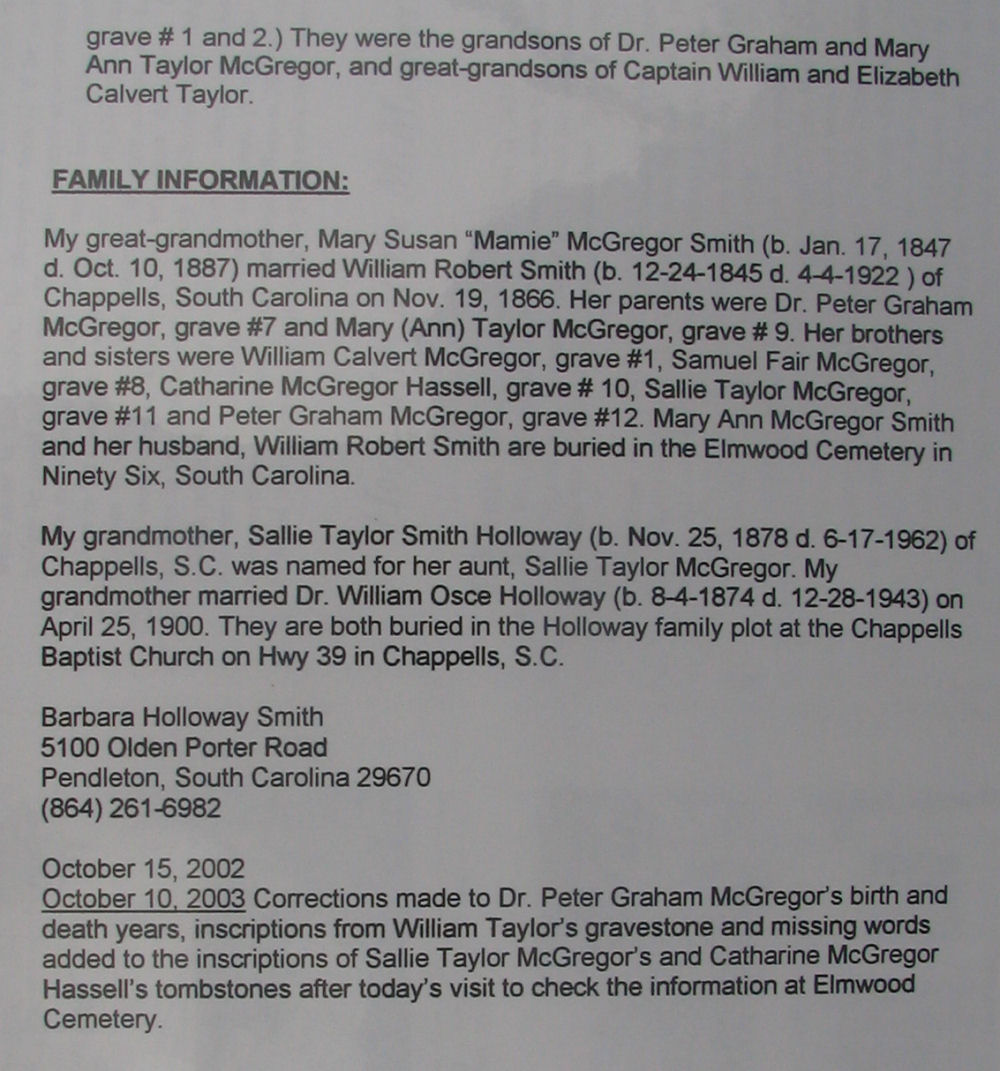 grave # 1 and 2.) They were the grandsons of Dr. Peter Graham and Mary
Ann Taylor McGregor, and great-grandsons of Captain William and Elizabeth
Calvert Taylor.
FAMILY INFORMATION:
My great-grandmother, Mary Susan “Mamie” McGregor Smith (b. Jan. 17, 1847
d. Oct. 10, 1887) married William Robert Smith (b. 12-24-1845 d. 4-4-1922 ) of
Chappells, South Carolina on Nov. 19, 1866. Her parents were Dr. Peter Graham
McGregor, grave #7 and Mary (Ann) Taylor McGregor, grave # 9. Her brothers
and sisters were William Calvert McGregor, grave #1, Samuel Fair McGregor,
grave #8, Catharine McGregor Hassell, grave # 10, Sallie Taylor McGregor,
grave #11 and Peter Graham McGregor, grave #12. Mary Ann McGregor Smith
and her husband, William Robert Smith are buried in the Elmwood Cemetery in
Ninety Six, South Carolina.
My grandmother, Sallie Taylor Smith Holloway (b. Nov. 25, 1878 d. 6-17-1962) of
Chappells, S.C. was named for her aunt, Sallie Taylor McGregor. My
grandmother married Dr. William Osce Holloway (b. 8-4-1874 d. 12-28-1943) on
April 25, 1900. They are both buried in the Holloway family plot at the Chappells
Baptist Church on Hwy 39 in Chappells, S.C.
Barbara Holloway Smith
5100 Olden Porter Road
Pendleton, South Carolina 29670
(864) 261-6982
October 15, 2002
October 10, 2003 Corrections made to Dr. Peter Graham McGregor’s birth and
death years, inscriptions from William Taylor’s gravestone and missing words
added to the inscriptions of Sallie Taylor McGregor’s and Catharine McGregor
Hassell’s tombstones after today’s visit to check the information at Elmwood
Cemetery.